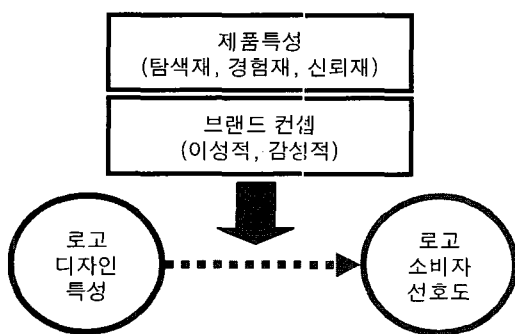 제품특성
(탐색재, 경험재, 신뢰재)
브랜드 컨셉
(이성적, 감성적)
로고
디자인
특성
로고
소비자
선호도